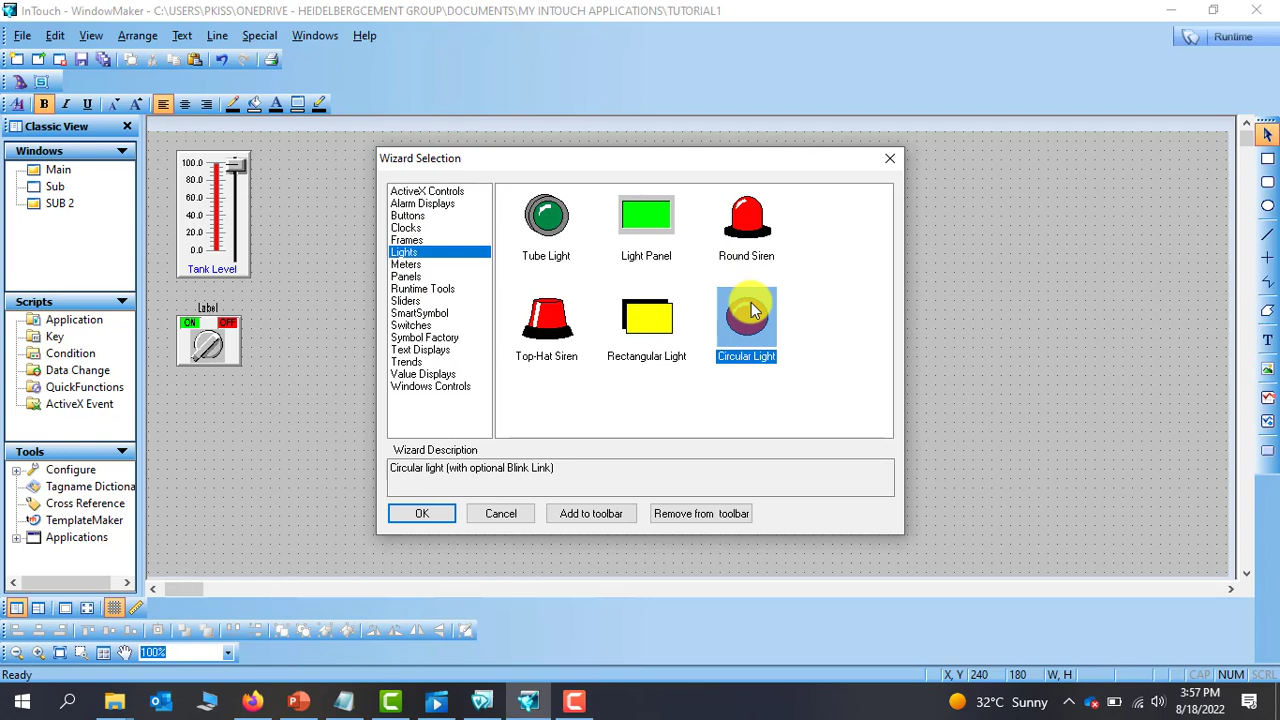 InTouch - WindowMaker - C:\USERS\PKISS\ONEDRIVE - HEIDELBERGCEMENT GROUP\DOCUMENTS\MY INTOUCH APPLICATIONS\TUTORIAL1
File Edit View Arrange Text Line Special Windows Help
Runtime
Classic View
Windows
Main
Sub
SUB 2
Scripts
Application
Key
Condition
Data Change
QuickFunctions
ActiveX Event
Tools
Configure
Tagname Dictiona
Cross Reference
TemplateMaker
Applications
100.0
80.0
60.0
40.0
20.0
0.0
Tank Level
Label
ON OFF
Wizard Selection
ActiveX Controls
Alarm Displays
Buttons
Clocks
Frames
Lights
Meters
Panels
Runtime Tools
Sliders
SmartSymbol
Switches
Symbol Factory
Text Displays
Trends
Value Displays
Windows Controls
Tube Light Light Panel Round Siren
Top-Hat Siren Rectangular Light Circular Light
Wizard Description
Circular light (with optional Blink Link)
OK Cancel Add to toolbar Remove from toolbar
100%
Ready
X, Y 240 180 W, H CAP NUM SCRL
32°C Sunny
3:57 PM
8/18/2022